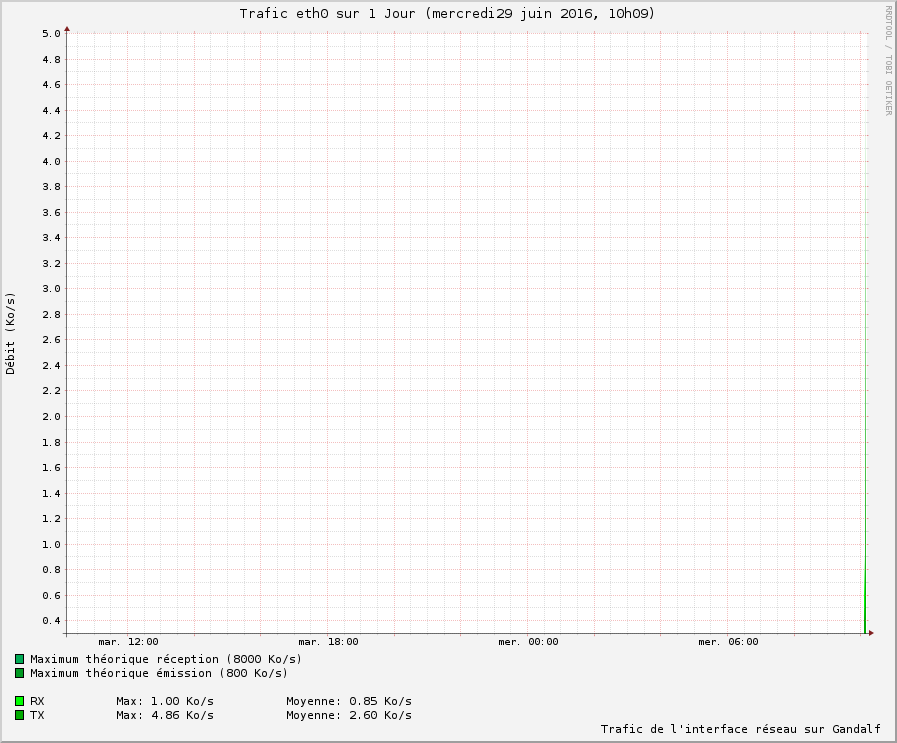 Trafic eth0 sur 1 Jour (mercredi29 juin 2016, 10h09)
RRDTOOL / TOBI OETIKER
Débit (Ko/s)
5.0
4.8
4.6
4.4
4.2
4.0
3.8
3.6
3.4
3.2
3.0
2.8
2.6
2.4
2.2
2.0
1.8
1.6
1.4
1.2
1.0
0.8
0.6
0.4
mar. 12:00 mar. 18:00 mer. 00:00 mer. 06:00
Maximum théorique réception (8000 Ko/s)
Maximum théorique émission (800 Ko/s)
RX Max: 1.00 Ko/s Moyenne: 0.85 Ko/s
TX Max: 4.86 Ko/s Moyenne: 2.60 Ko/s
Trafic de l'interface réseau sur Gandalf